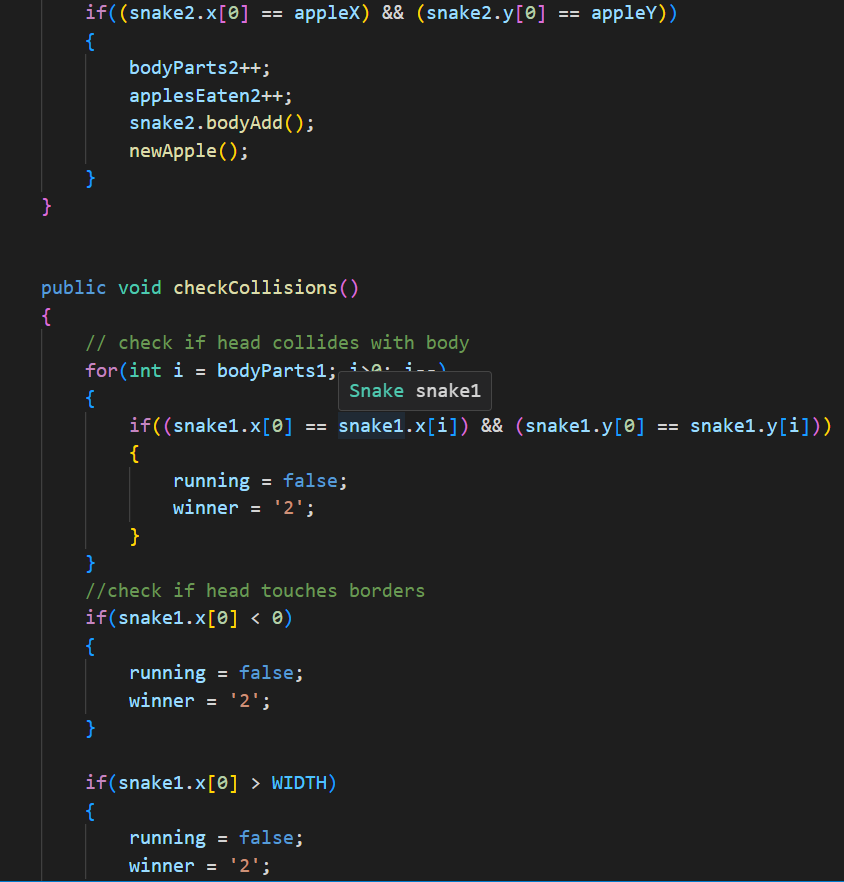 if((snake2.x[0] == appleX) && (snake2.y[0] == appleY))
{
bodyParts2++;
applesEaten2++;
snake2.bodyAdd();
newApple();
}
}
public void checkCollisions()
{
// check if head collides with body
for(int i = bodyParts1; i>0; i--)
{
Snake snake1
if((snake1.x[0] == snake1.x[i]) && (snake1.y[0] == snake1.y[i]))
{
running = false;
winner = '2';
}
}
//check if head touches borders
if(snake1.x[0] < 0)
{
running = false;
winner = '2';
}
if(snake1.x[0] > WIDTH)
{
running = false;
winner = '2';